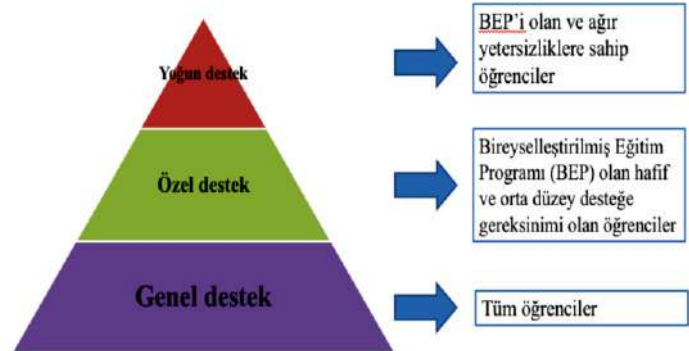 Yoğun destek
BEP'i olan ve ağır
yetersizliklere sahip
öğrenciler
Özel destek
Bireyselleştirilmiş Eğitim
Programı (BEP) olan hafif
ve orta düzey desteğe
gereksinimi olan öğrenciler
Genel destek
Tüm öğrenciler